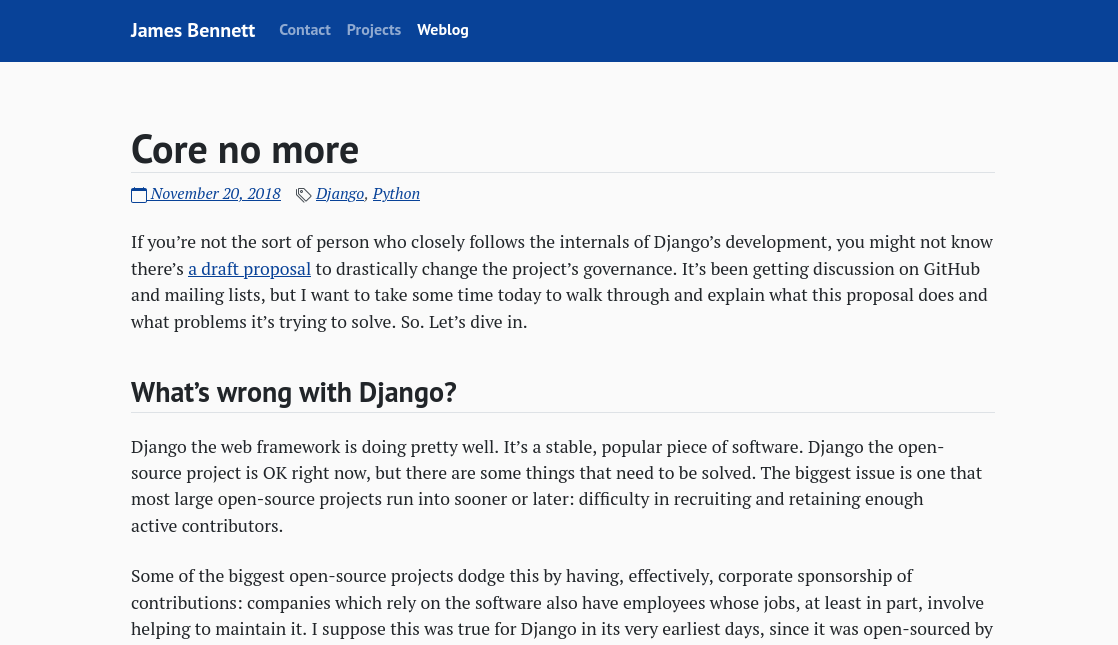 James Bennett Contact Projects Weblog
Core no more
November 20, 2018 Django, Python
If you’re not the sort of person who closely follows the internals of Django’s development, you might not know
there’s a draft proposal to drastically change the project’s governance. It’s been getting discussion on GitHub
and mailing lists, but I want to take some time today to walk through and explain what this proposal does and
what problems it’s trying to solve. So. Let’s dive in.
What’s wrong with Django?
Django the web framework is doing pretty well. It’s a stable, popular piece of software. Django the open-
source project is OK right now, but there are some things that need to be solved. The biggest issue is one that
most large open-source projects run into sooner or later: difficulty in recruiting and retaining enough
active contributors.
Some of the biggest open-source projects dodge this by having, effectively, corporate sponsorship of
contributions: companies which rely on the software also have employees whose jobs, at least in part, involve
helping to maintain it. I suppose this was true for Django in its very earliest days, since it was open-sourced by